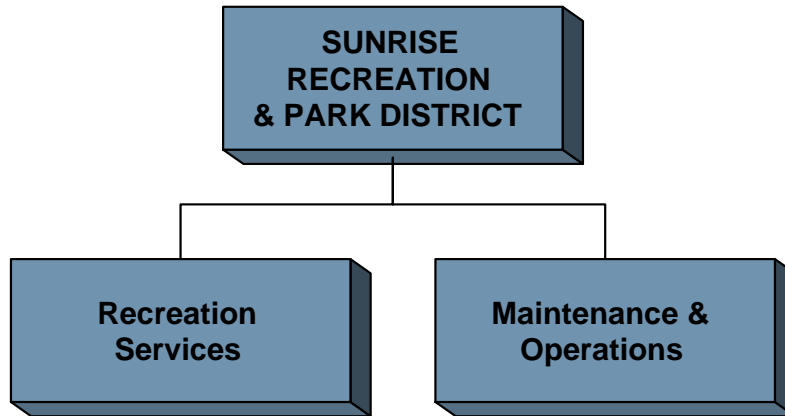 SUNRISE
RECREATION
& PARK DISTRICT
Recreation
Services
Maintenance &
Operations